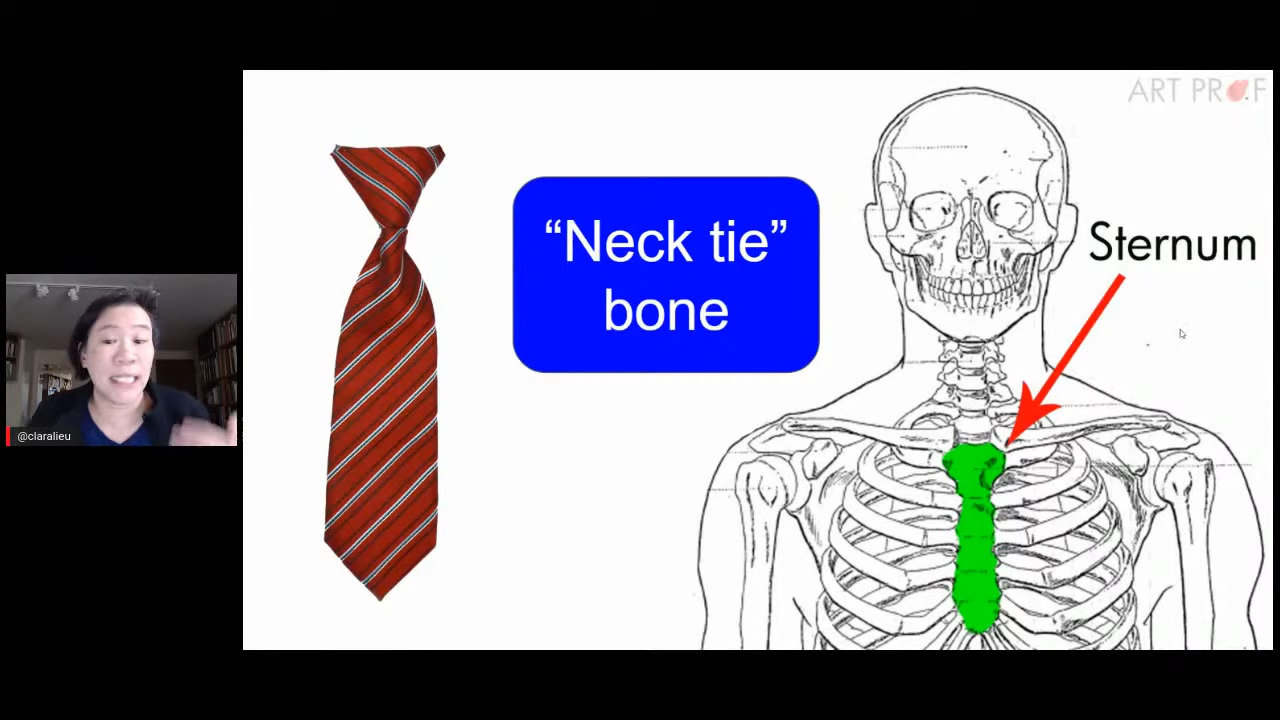 ART PROF
“Neck tie”
bone
Sternum
@claralieu